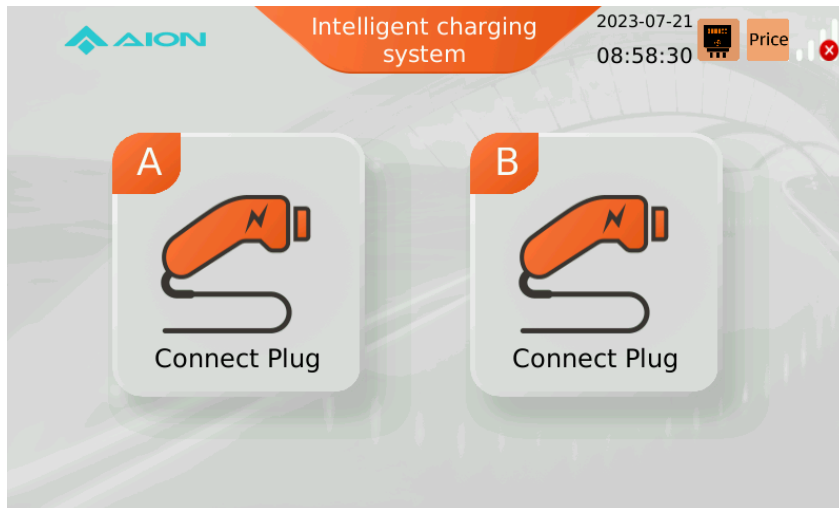 AION
Intelligent charging
system
2023-07-21
08:58:30
Price
A
Connect Plug
B
Connect Plug